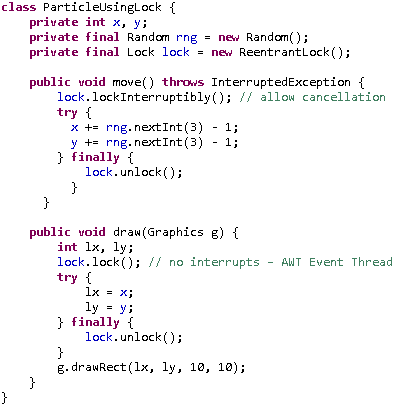 class ParticleUsingLock {
    private int x, y;
    private final Random rng = new Random();
    private final Lock lock = new ReentrantLock();

    public void move() throws InterruptedException {
        lock.lockInterruptibly(); // allow cancellation
        try {
          x += rng.nextInt(3) - 1;
          y += rng.nextInt(3) - 1;
        } finally {
            lock.unlock();
          }
      }

    public void draw(Graphics g) {
        int lx, ly;
        lock.lock(); // no interrupts – AWT Event Thread
        try {
            lx = x;
            ly = y;
        } finally {
            lock.unlock();
        }
        g.drawRect(lx, ly, 10, 10);
    }
}